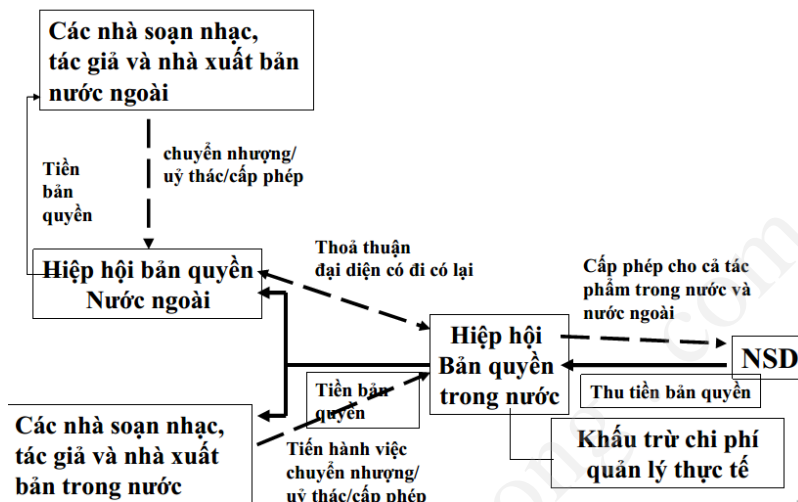 Các nhà soạn nhạc,
tác giả và nhà xuất bản
nước ngoài
Tiền
bản
quyền
chuyển nhượng/
uỷ thác/cấp phép
Hiệp hội bản quyền
Nước ngoài
Thoả thuận
đại diện có đi có lại
Cấp phép cho cả tác
phẩm trong nước và
nước ngoài
Hiệp hội
Bản quyền
trong nước
NSD
Tiền bản
quyền
Thu tiền bản quyền
Các nhà soạn nhạc,
tác giả và nhà xuất
bản trong nước
Tiến hành việc
chuyển nhượng/
uỷ thác/cấp phép
Khấu trừ chi phí
quản lý thực tế
ong . com